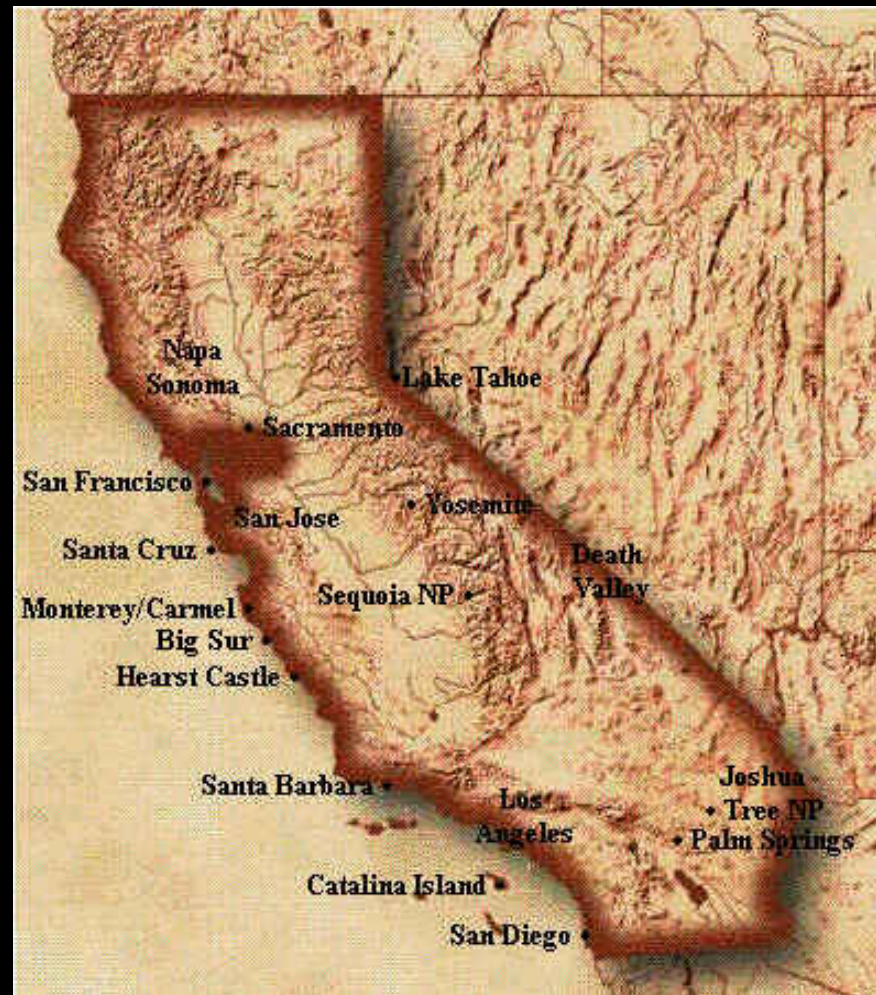 Napa
Sonoma
Lake Tahoe
Sacramento
San Francisco
San Jose
Yosemite
Santa Cruz
Death
Valley
Sequoia NP
Monterey/Carmel
Big Sur
Hearst Castle
Santa Barbara
Los
Angeles
Joshua
Tree NP
Palm Springs
Catalina Island
San Diego